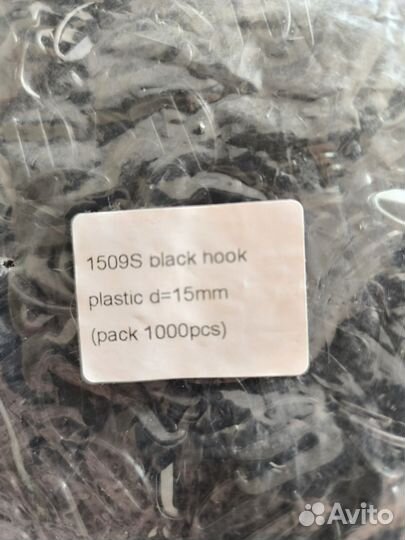 1509S black hook
plastic d=15mm
(pack 1000pcs)
Avito